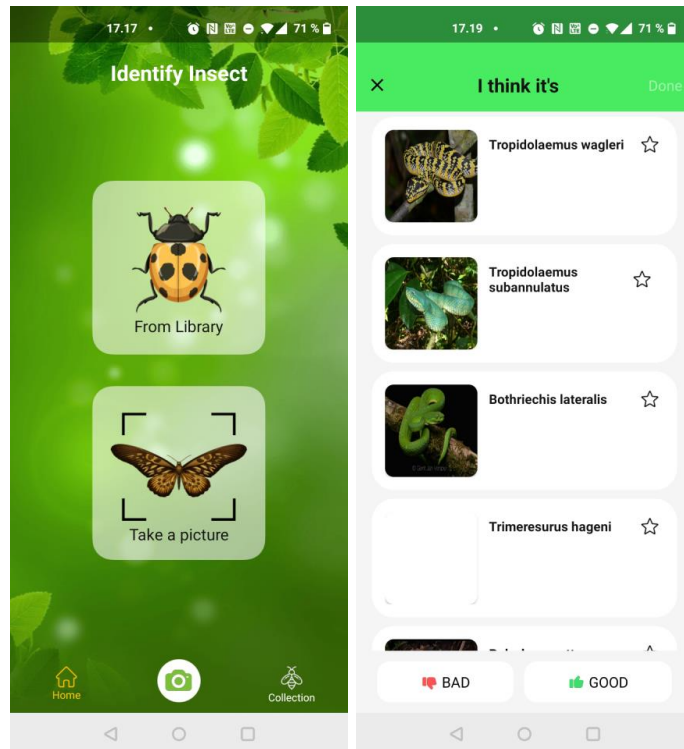 17.17
71 %
Identify Insect
From Library
Take a picture
Home
Collection
17.19
71 %
I think it's
Done
Tropidolaemus wagleri
Tropidolaemus
subannulatus
Bothriechis lateralis
Trimeresurus hageni
BAD
GOOD